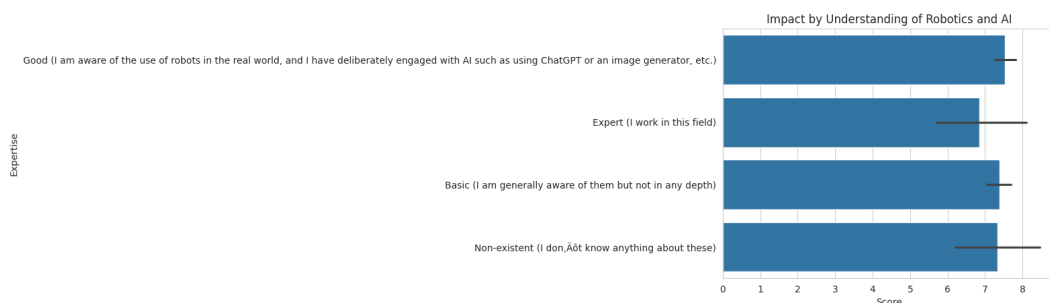 Impact by Understanding of Robotics and AI
Good (I am aware of the use of robots in the real world, and I have deliberately engaged with AI such as using ChatGPT or an image generator, etc.)
Expert (I work in this field)
Expertise
Basic (I am generally aware of them but not in any depth)
Non-existent (I don‚Äôt know anything about these)
0 1 2 3 4 5 6 7 8
Score